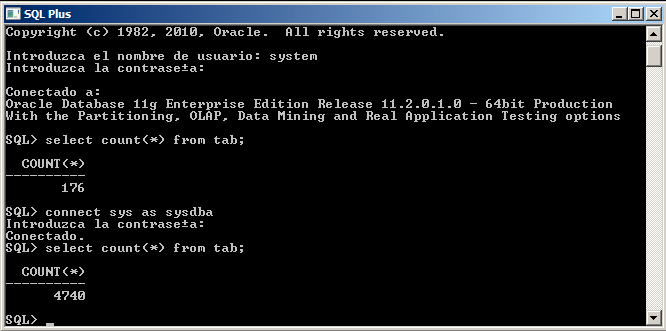 SQL Plus
Copyright (c) 1982, 2010, Oracle.  All rights reserved.
Introduzca el nombre de usuario: system
Introduzca la contrase±a:
Conectado a:
Oracle Database 11g Enterprise Edition Release 11.2.0.1.0 - 64bit Production
With the Partitioning, OLAP, Data Mining and Real Application Testing options
SQL> select count(*) from tab;
COUNT(*)
----------
176
SQL> connect sys as sysdba
Introduzca la contrase±a:
Conectado.
SQL> select count(*) from tab;
COUNT(*)
----------
4740
SQL> _